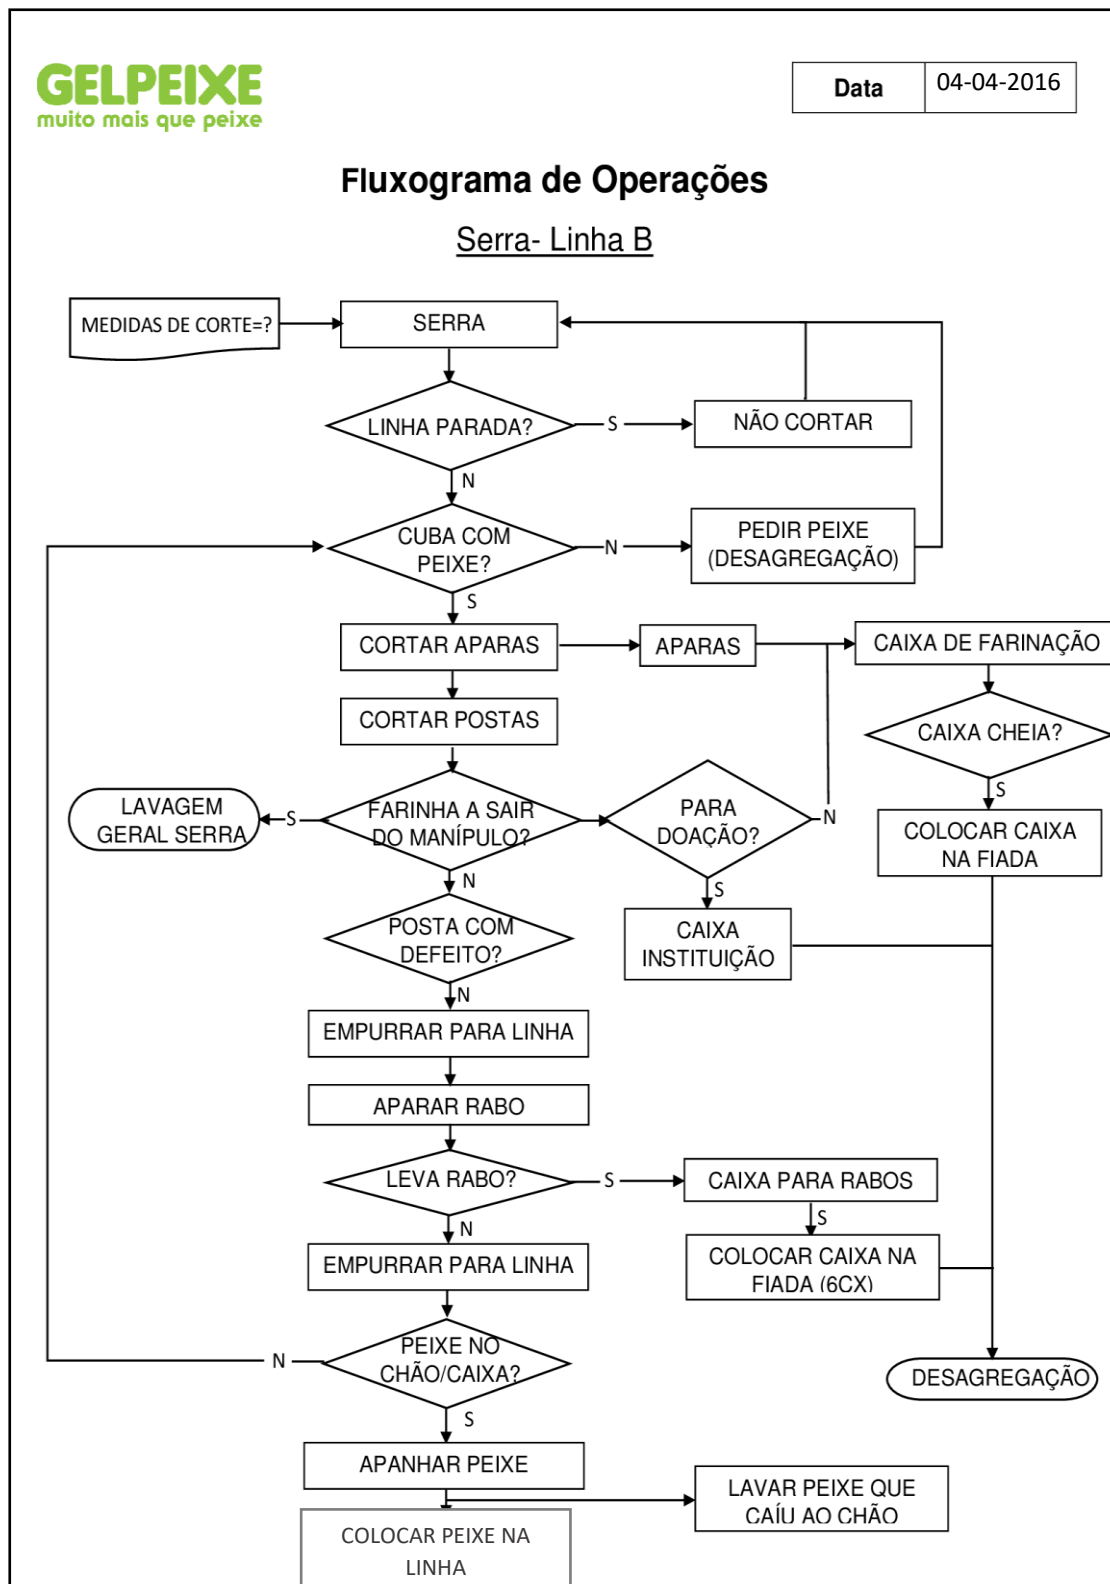 GELPEIXE
muito mais que peixe
Data 04-04-2016
Fluxograma de Operações
Serra- Linha B
MEDIDAS DE CORTE=?
SERRA
LINHA PARADA?
S
NÃO CORTAR
N
CUBA COM
PEIXE?
N
PEDIR PEIXE
(DESAGREGAÇÃO)
S
CORTAR APARAS
APARAS
CAIXA DE FARINAÇÃO
CORTAR POSTAS
CAIXA CHEIA?
S
LAVAGEM
GERAL SERRA
S
FARINHA A SAIR
DO MANÍPULO?
PARA
DOAÇÃO?
N
COLOCAR CAIXA
NA FIADA
N
S
POSTA COM
DEFEITO?
CAIXA
INSTITUIÇÃO
N
EMPURRAR PARA LINHA
APARAR RABO
LEVA RABO?
S
CAIXA PARA RABOS
N
S
EMPURRAR PARA LINHA
COLOCAR CAIXA NA
FIADA (6CX)
N
PEIXE NO
CHÃO/CAIXA?
DESAGREGAÇÃO
S
APANHAR PEIXE
LAVAR PEIXE QUE
CAÍU AO CHÃO
COLOCAR PEIXE NA
LINHA